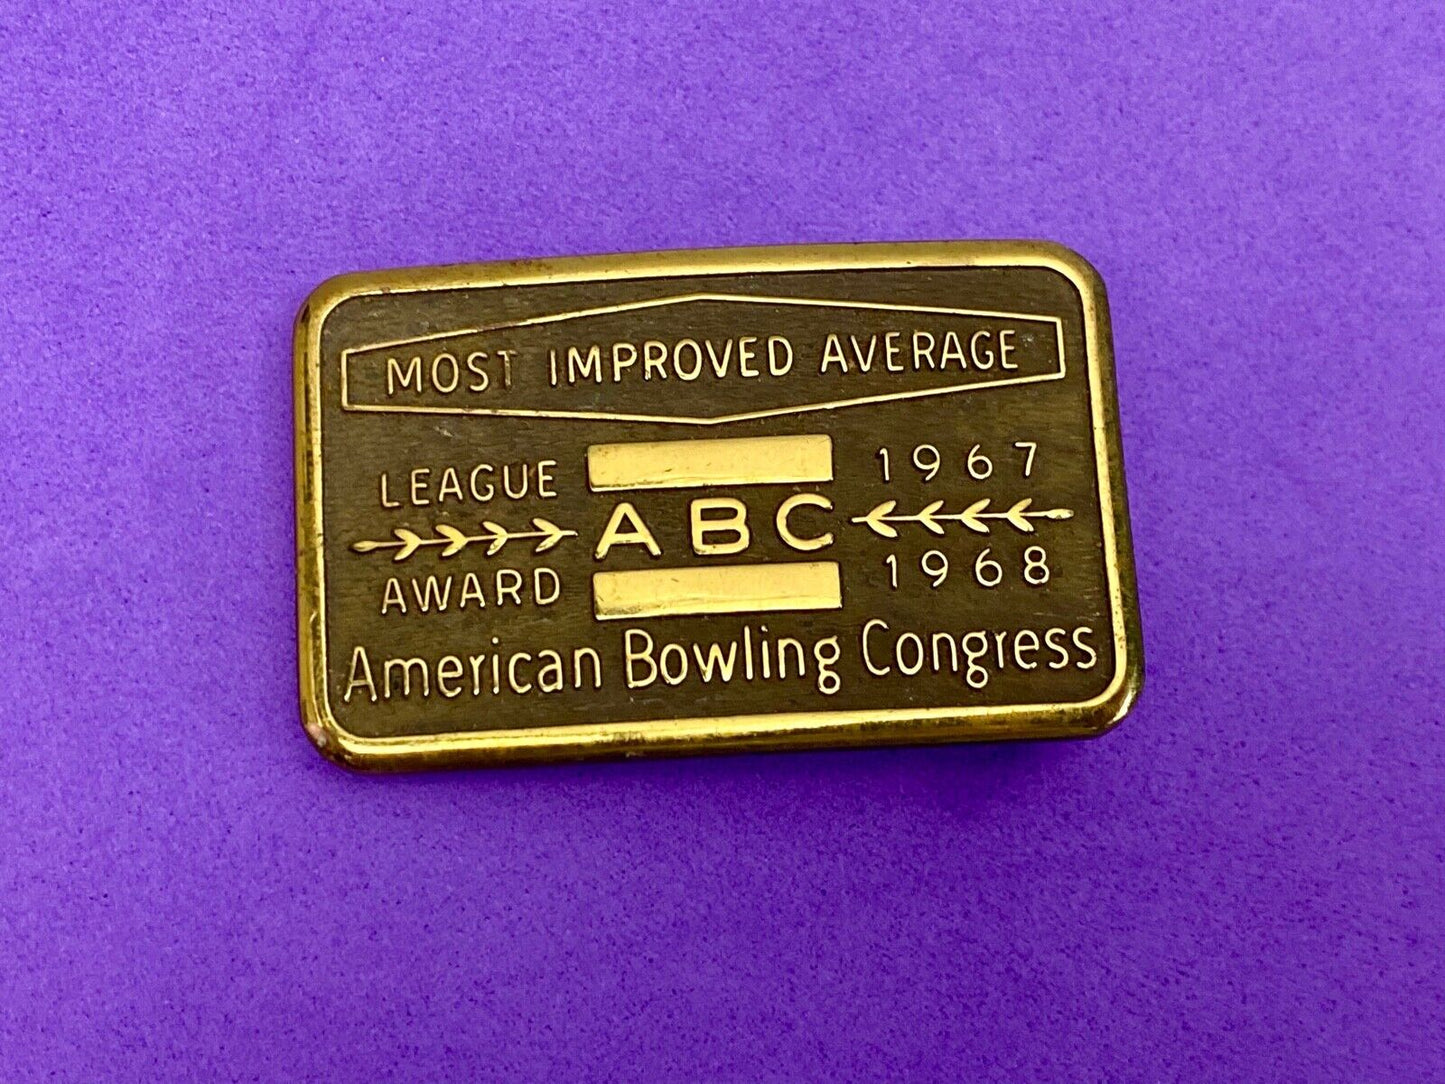 MOST IMPROVED AVERAGE
LEAGUE 1967
ABC
AWARD 1968
American Bowling Congress